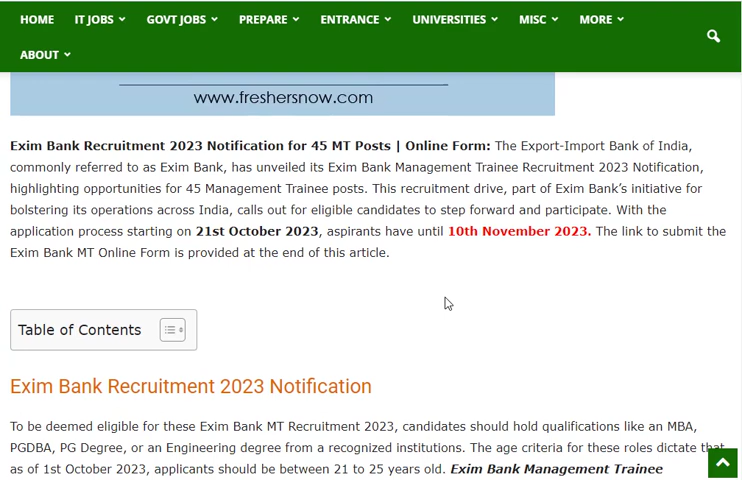 HOME IT JOBS GOVT JOBS PREPARE ENTRANCE UNIVERSITIES MISC MORE
ABOUT
www.freshersnow.com
Exim Bank Recruitment 2023 Notification for 45 MT Posts | Online Form: The Export-Import Bank of India,
commonly referred to as Exim Bank, has unveiled its Exim Bank Management Trainee Recruitment 2023 Notification,
highlighting opportunities for 45 Management Trainee posts. This recruitment drive, part of Exim Bank's initiative for
bolstering its operations across India, calls out for eligible candidates to step forward and participate. With the
application process starting on 21st October 2023, aspirants have until 10th November 2023. The link to submit the
Exim Bank MT Online Form is provided at the end of this article.
Table of Contents
Exim Bank Recruitment 2023 Notification
To be deemed eligible for these Exim Bank MT Recruitment 2023, candidates should hold qualifications like an MBA,
PGDBA, PG Degree, or an Engineering degree from a recognized institutions. The age criteria for these roles dictate that
as of 1st October 2023, applicants should be between 21 to 25 years old. Exim Bank Management Trainee